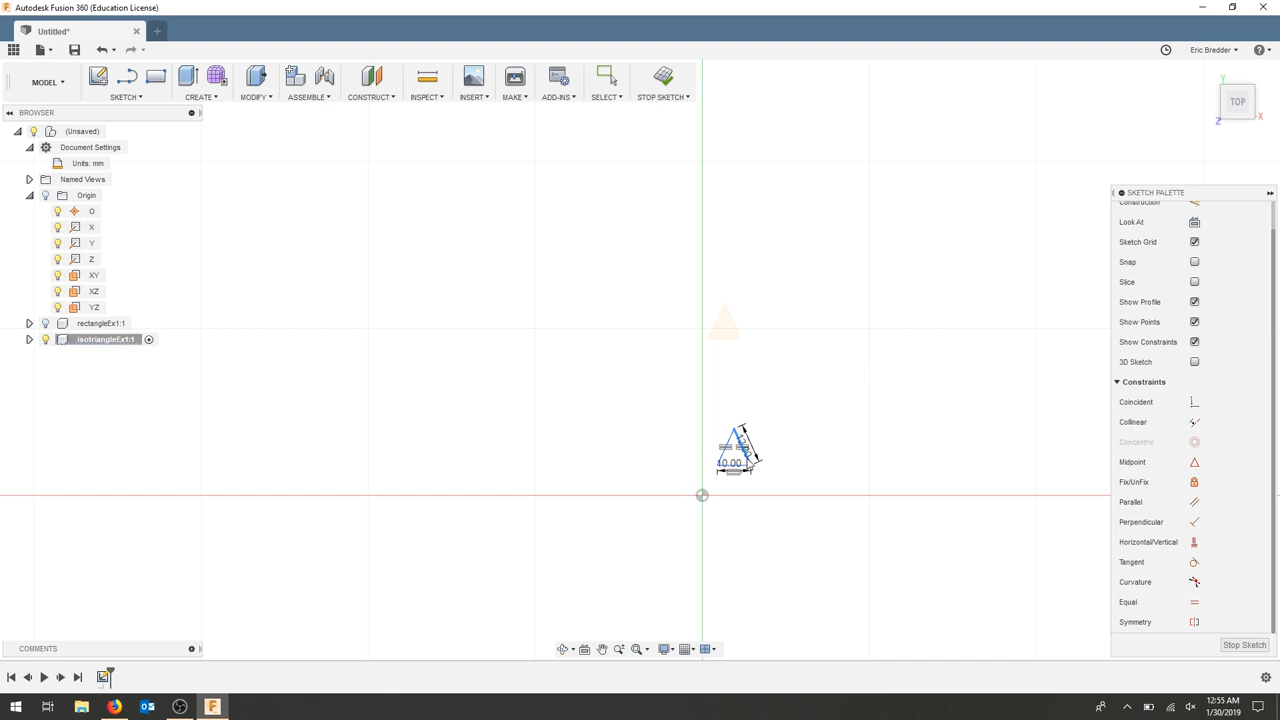 Autodesk Fusion 360 (Education License)
Untitled*
Eric Bredder
MODEL
SKETCH
CREATE
MODIFY
ASSEMBLE
CONSTRUCT
INSPECT
INSERT
MAKE
ADD-INS
SELECT
STOP SKETCH
TOP
Y
X
Z
BROWSER
(Unsaved)
Document Settings
Units: mm
Named Views
Origin
O
X
Y
Z
XY
XZ
YZ
rectangleEx1:1
isotriangleEx1:1
12.00
10.00
SKETCH PALETTE
Construction
Look At
Sketch Grid
Snap
Slice
Show Profile
Show Points
Show Constraints
3D Sketch
Constraints
Coincident
Collinear
Concentric
Midpoint
Fix/UnFix
Parallel
Perpendicular
Horizontal/Vertical
Tangent
Curvature
Equal
Symmetry
Stop Sketch
COMMENTS
12:55 AM
1/30/2019